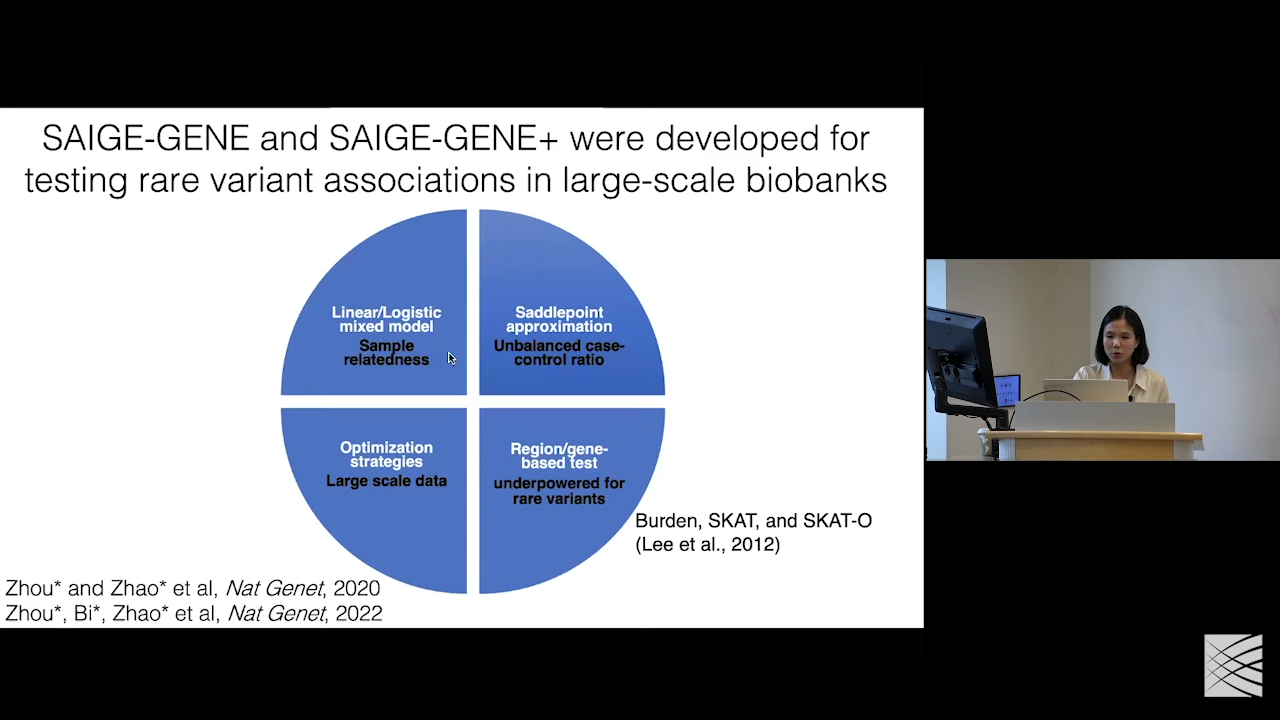 SAIGE-GENE and SAIGE-GENE+ were developed for
testing rare variant associations in large-scale biobanks
Linear/Logistic
mixed model
Sample
relatedness
Saddlepoint
approximation
Unbalanced case-
control ratio
Optimization
strategies
Large scale data
Region/gene-
based test
underpowered for
rare variants
Burden, SKAT, and SKAT-O
(Lee et al., 2012)
Zhou* and Zhao* et al, Nat Genet, 2020
Zhou*, Bi*, Zhao* et al, Nat Genet, 2022